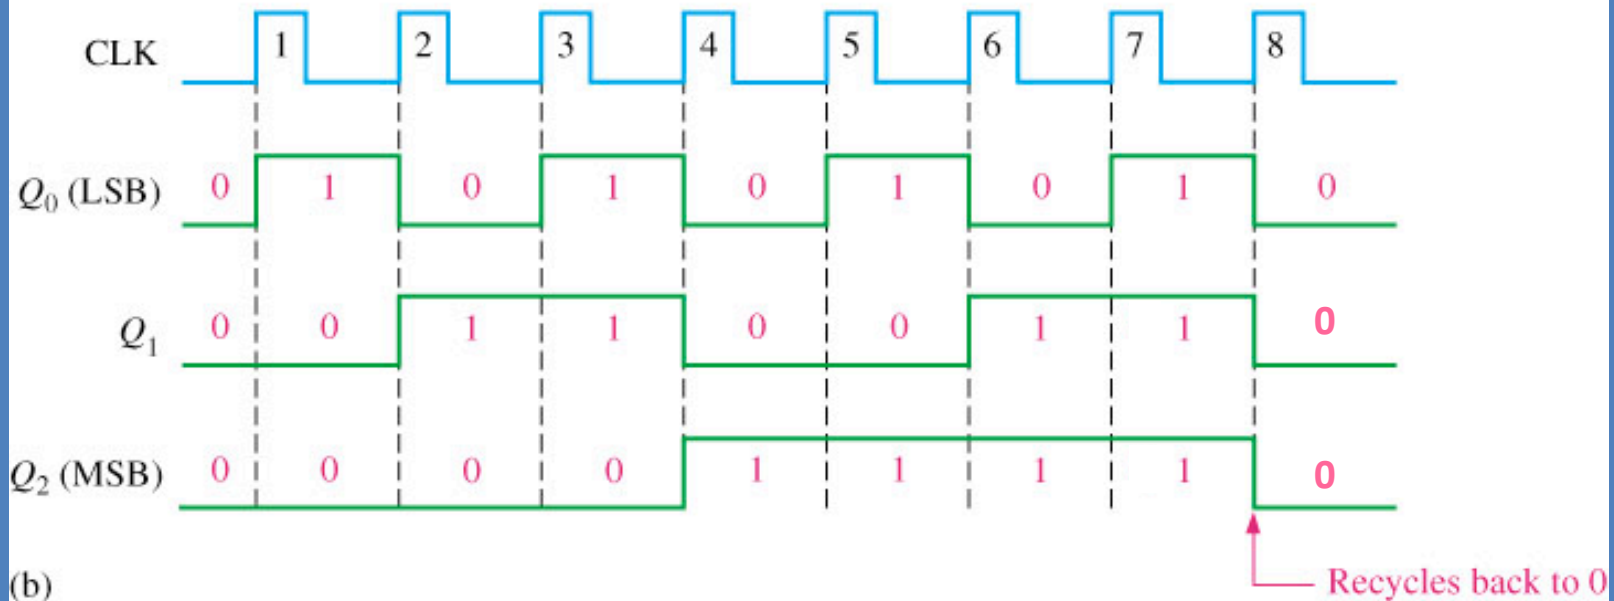 CLK 1 2 3 4 5 6 7 8
Q0 (LSB) 0 1 0 1 0 1 0 1 0
Q1 0 0 1 1 0 0 1 1 0
Q2 (MSB) 0 0 0 0 1 1 1 1 0
(b) Recycles back to 0